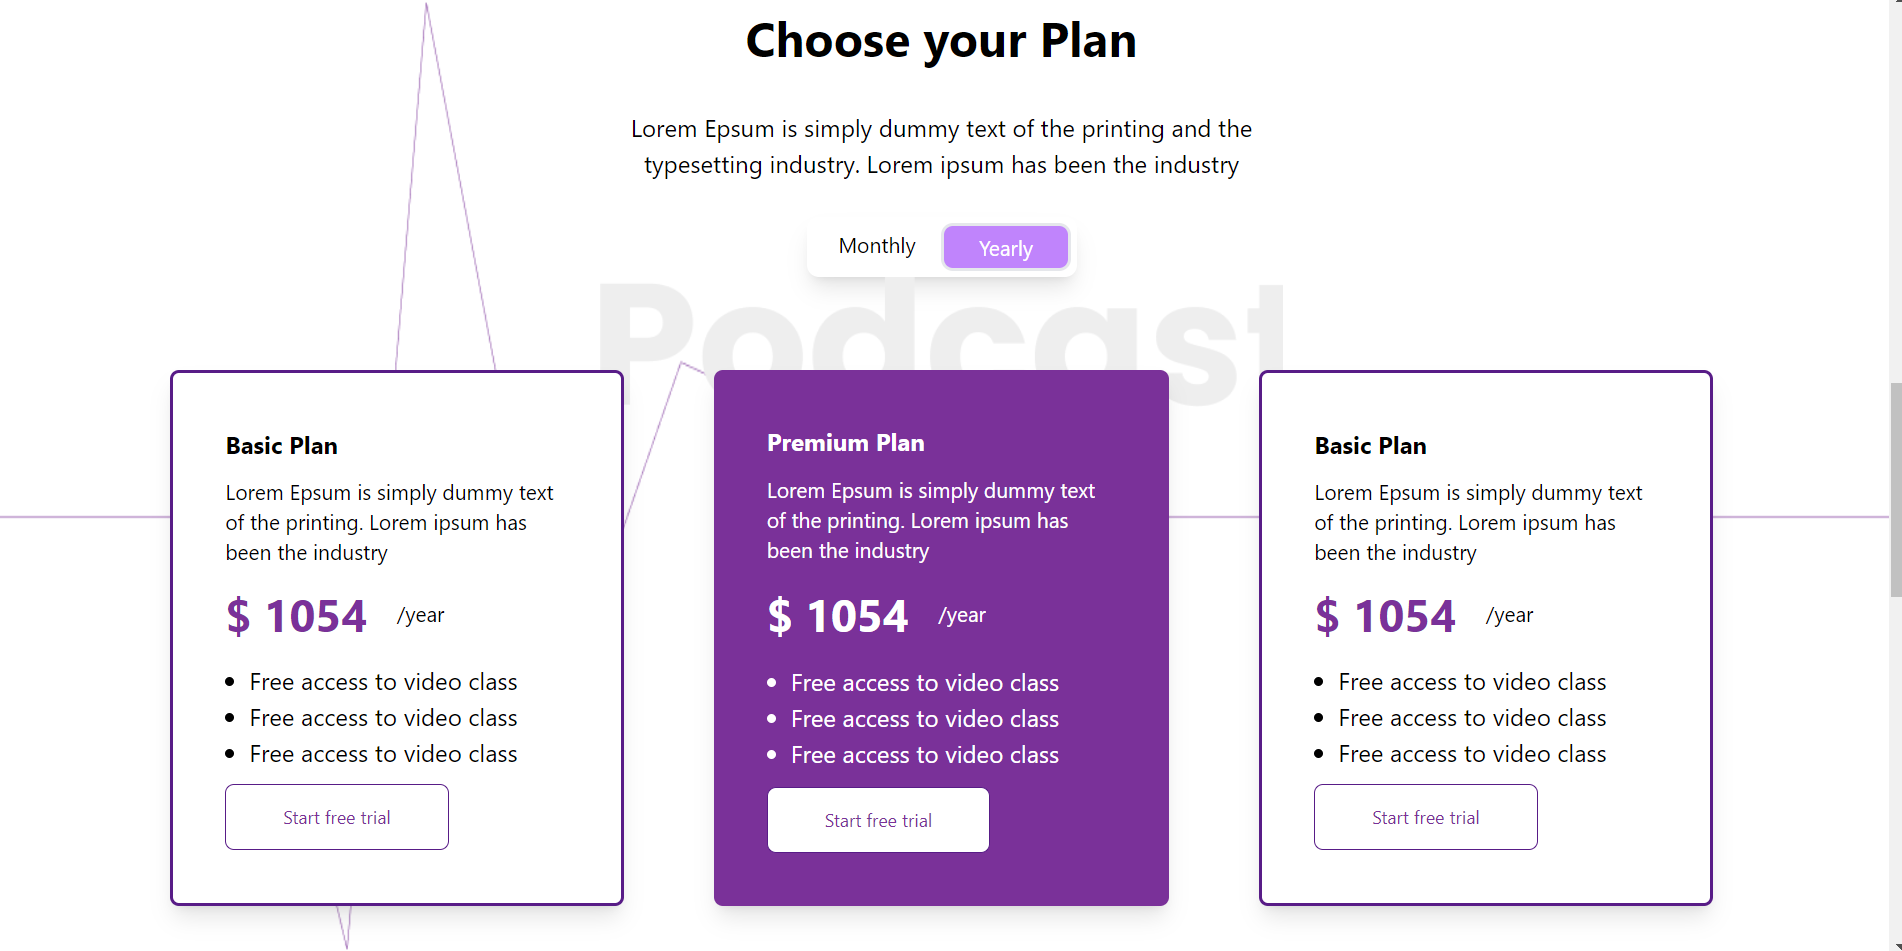 Choose your Plan
Lorem Epsum is simply dummy text of the printing and the
typesetting industry. Lorem ipsum has been the industry
Monthly
Yearly
Podcast
Basic Plan
Lorem Epsum is simply dummy text
of the printing. Lorem ipsum has
been the industry
$ 1054 /year
Free access to video class
Free access to video class
Free access to video class
Start free trial
Premium Plan
Lorem Epsum is simply dummy text
of the printing. Lorem ipsum has
been the industry
$ 1054 /year
Free access to video class
Free access to video class
Free access to video class
Start free trial
Basic Plan
Lorem Epsum is simply dummy text
of the printing. Lorem ipsum has
been the industry
$ 1054 /year
Free access to video class
Free access to video class
Free access to video class
Start free trial